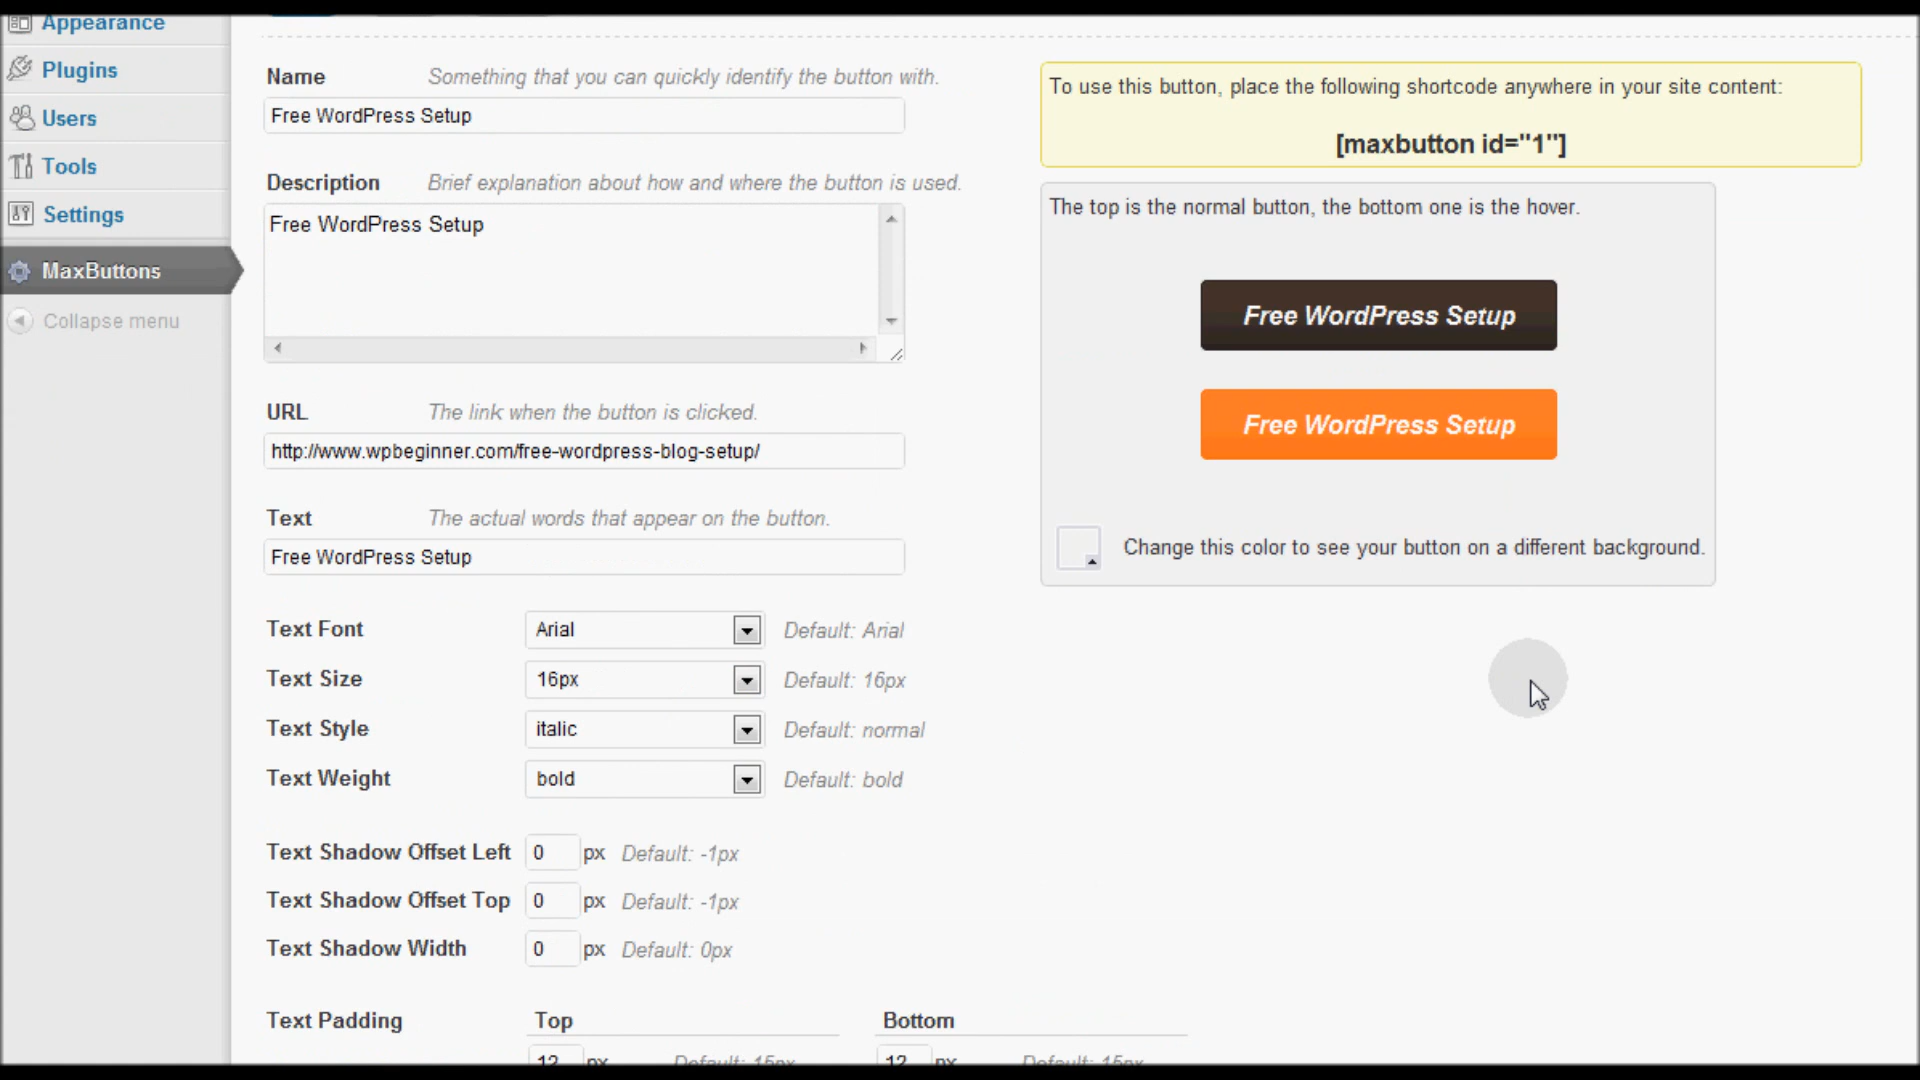 Appearance
Plugins
Users
Tools
Settings
MaxButtons
Collapse menu
Name Something that you can quickly identify the button with.
Free WordPress Setup
Description Brief explanation about how and where the button is used.
Free WordPress Setup
URL The link when the button is clicked.
http://www.wpbeginner.com/free-wordpress-blog-setup/
Text The actual words that appear on the button.
Free WordPress Setup
Text Font Arial Default: Arial
Text Size 16px Default: 16px
Text Style italic Default: normal
Text Weight bold Default: bold
Text Shadow Offset Left 0 px Default: -1px
Text Shadow Offset Top 0 px Default: -1px
Text Shadow Width 0 px Default: 0px
Text Padding Top Bottom
12 px Default: 15px 12 px Default: 15px
To use this button, place the following shortcode anywhere in your site content:
[maxbutton id="1"]
The top is the normal button, the bottom one is the hover.
Free WordPress Setup
Free WordPress Setup
Change this color to see your button on a different background.